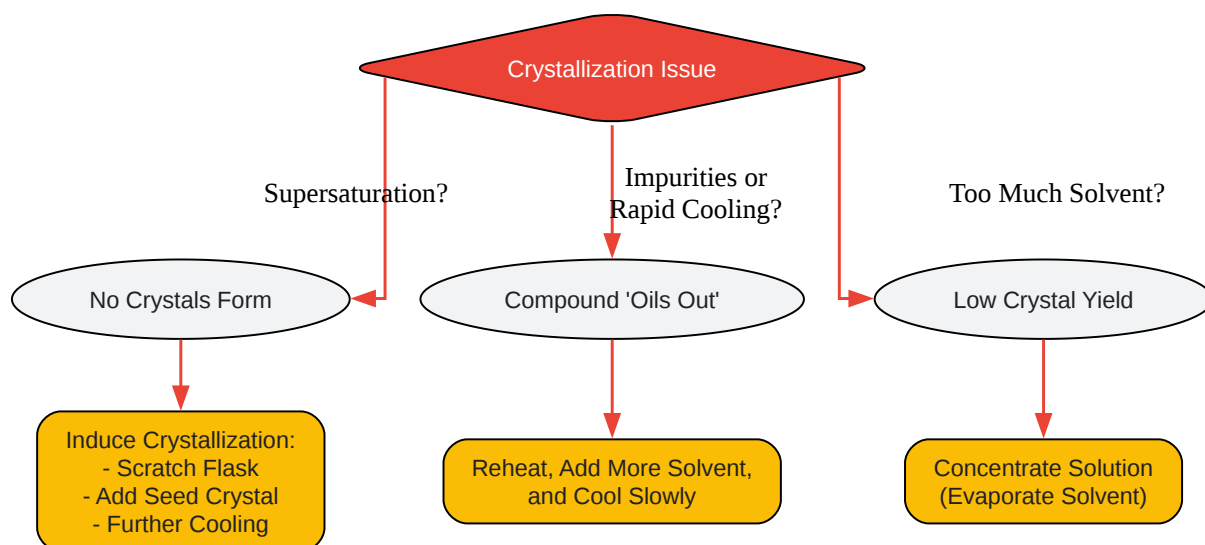 Crystallization Issue
Supersaturation?
Impurities or
Rapid Cooling?
Too Much Solvent?
No Crystals Form
Compound 'Oils Out'
Low Crystal Yield
Induce Crystallization:
- Scratch Flask
- Add Seed Crystal
- Further Cooling
Reheat, Add More Solvent,
and Cool Slowly
Concentrate Solution
(Evaporate Solvent)